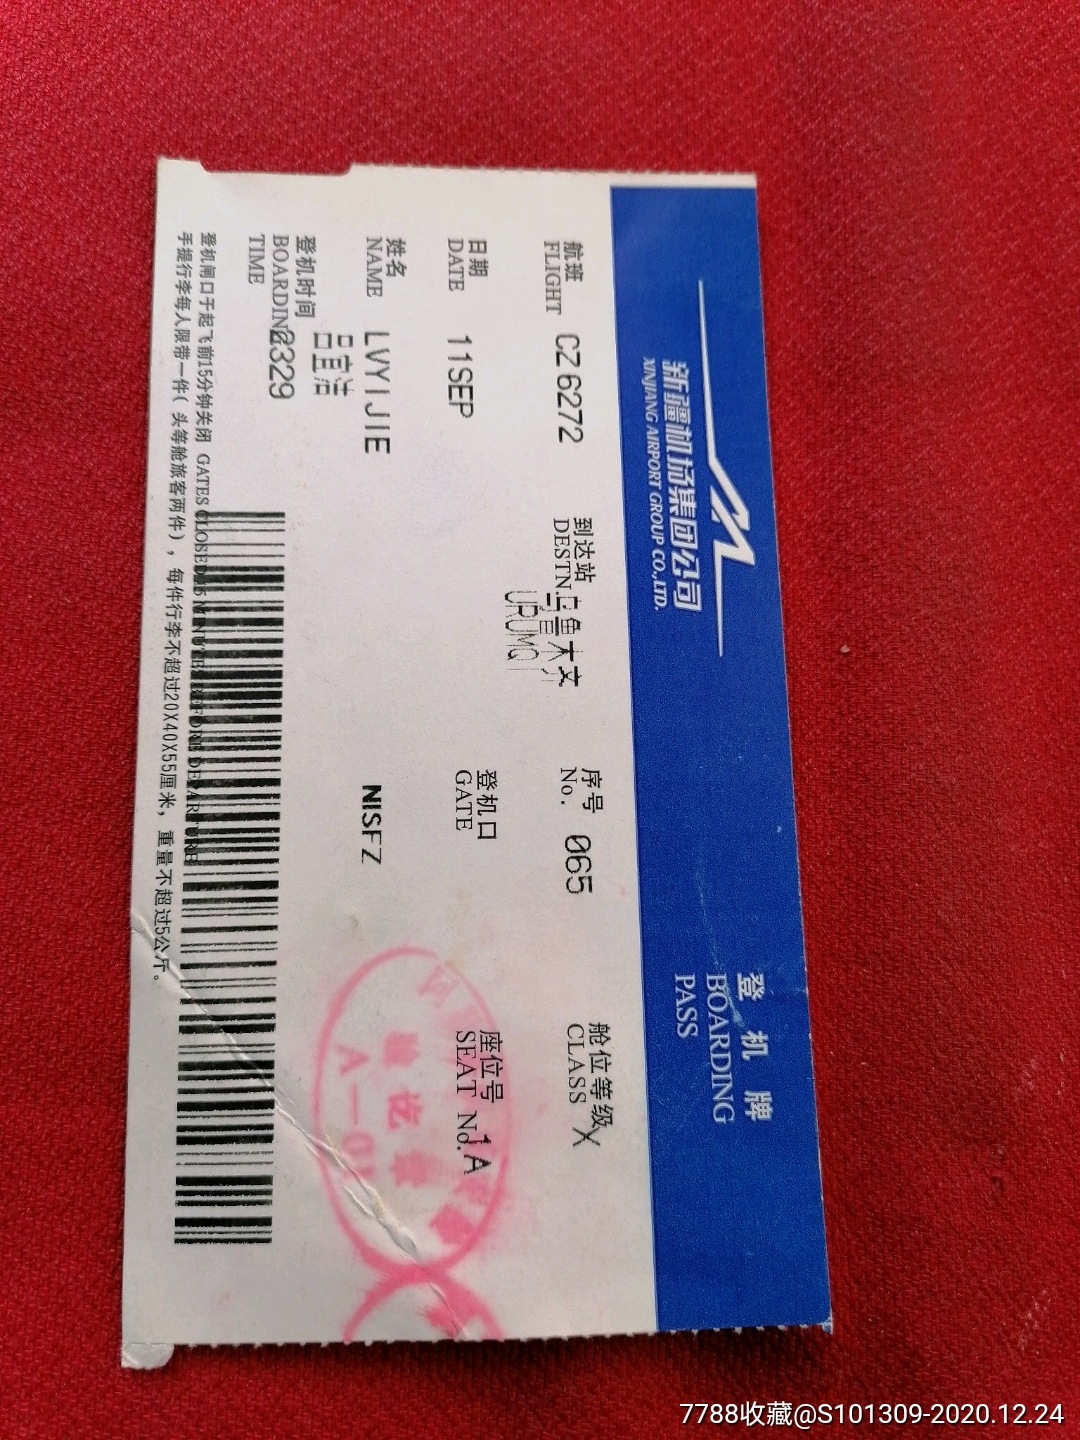 新疆机场集团公司
XINJIANG AIRPORT GROUP CO.,LTD.
登 机 牌
BOARDING
PASS
航班
FLIGHT CZ6272
到达站
DESTN.
URUMQI
序号
No. 065
舱位等级
CLASS X
日期
DATE 11SEP
登机口
GATE
座位号
SEAT No. 1A
姓名
NAME LVYIJIE
吕宜洁
NISFZ
登机时间
BOARDING 2329
TIME
登机闸口于起飞前15分钟关闭 GATES CLOSED 15 MINUTES BEFORE DEPARTURE
手提行李每人限带一件(头等舱旅客两件),每件行李不超过20X40X55厘米,重量不超过5公斤。
7788收藏@S101309-2020.12.24